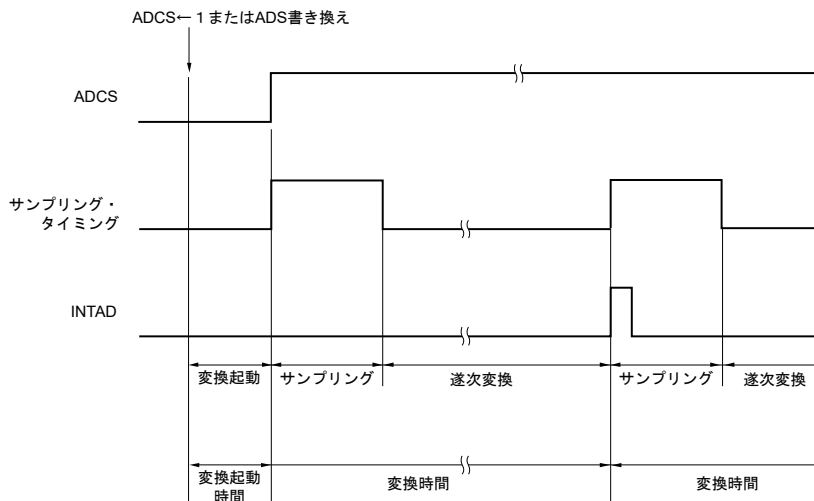 ADCS←１またはADS書き換え
ADCS
サンプリング・
タイミング
INTAD
変換起動
サンプリング
逐次変換
サンプリング
逐次変換
変換起動
時間
変換時間
変換時間